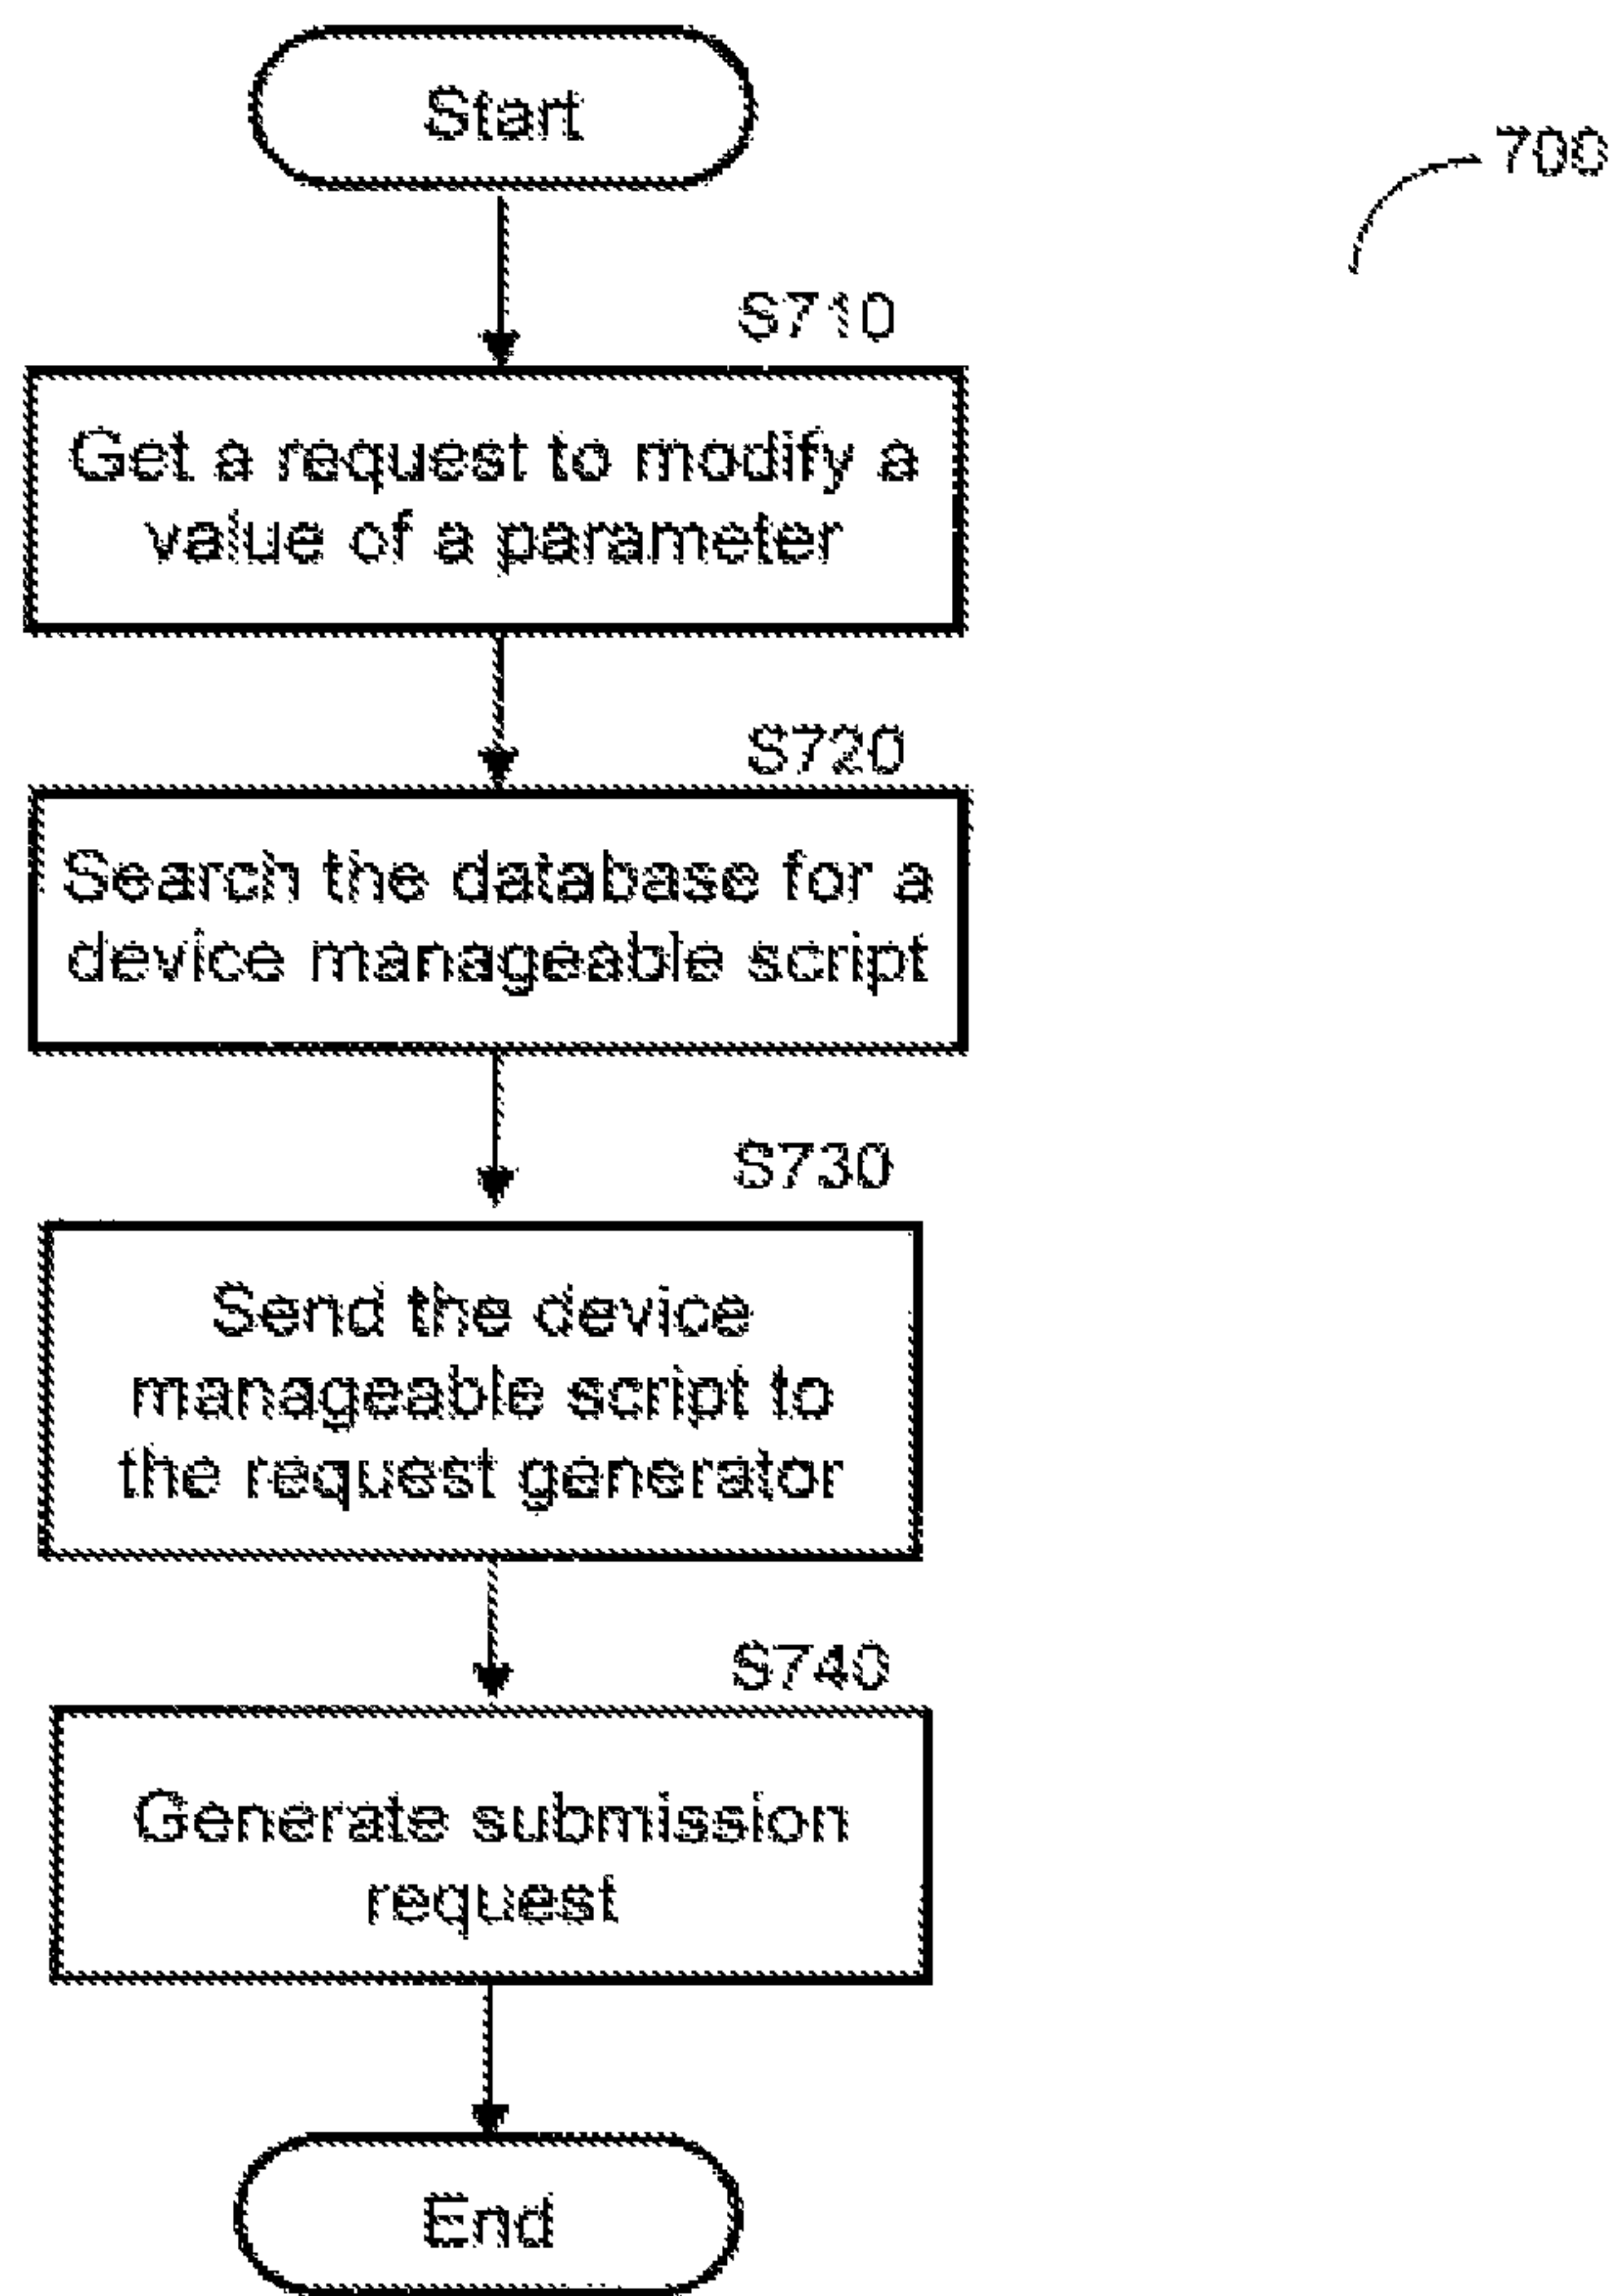 Start
700
S710
Get a request to modify a
value of a parameter
S720
Search the database for a
device manageable script
S730
Send the device
manageable script to
the request generator
S740
Generate submission
request
End